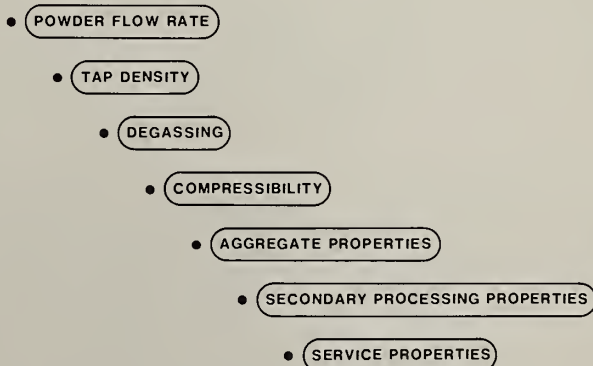 • POWDER FLOW RATE
• TAP DENSITY
• DEGASSING
• COMPRESSIBILITY
• AGGREGATE PROPERTIES
• SECONDARY PROCESSING PROPERTIES
• SERVICE PROPERTIES